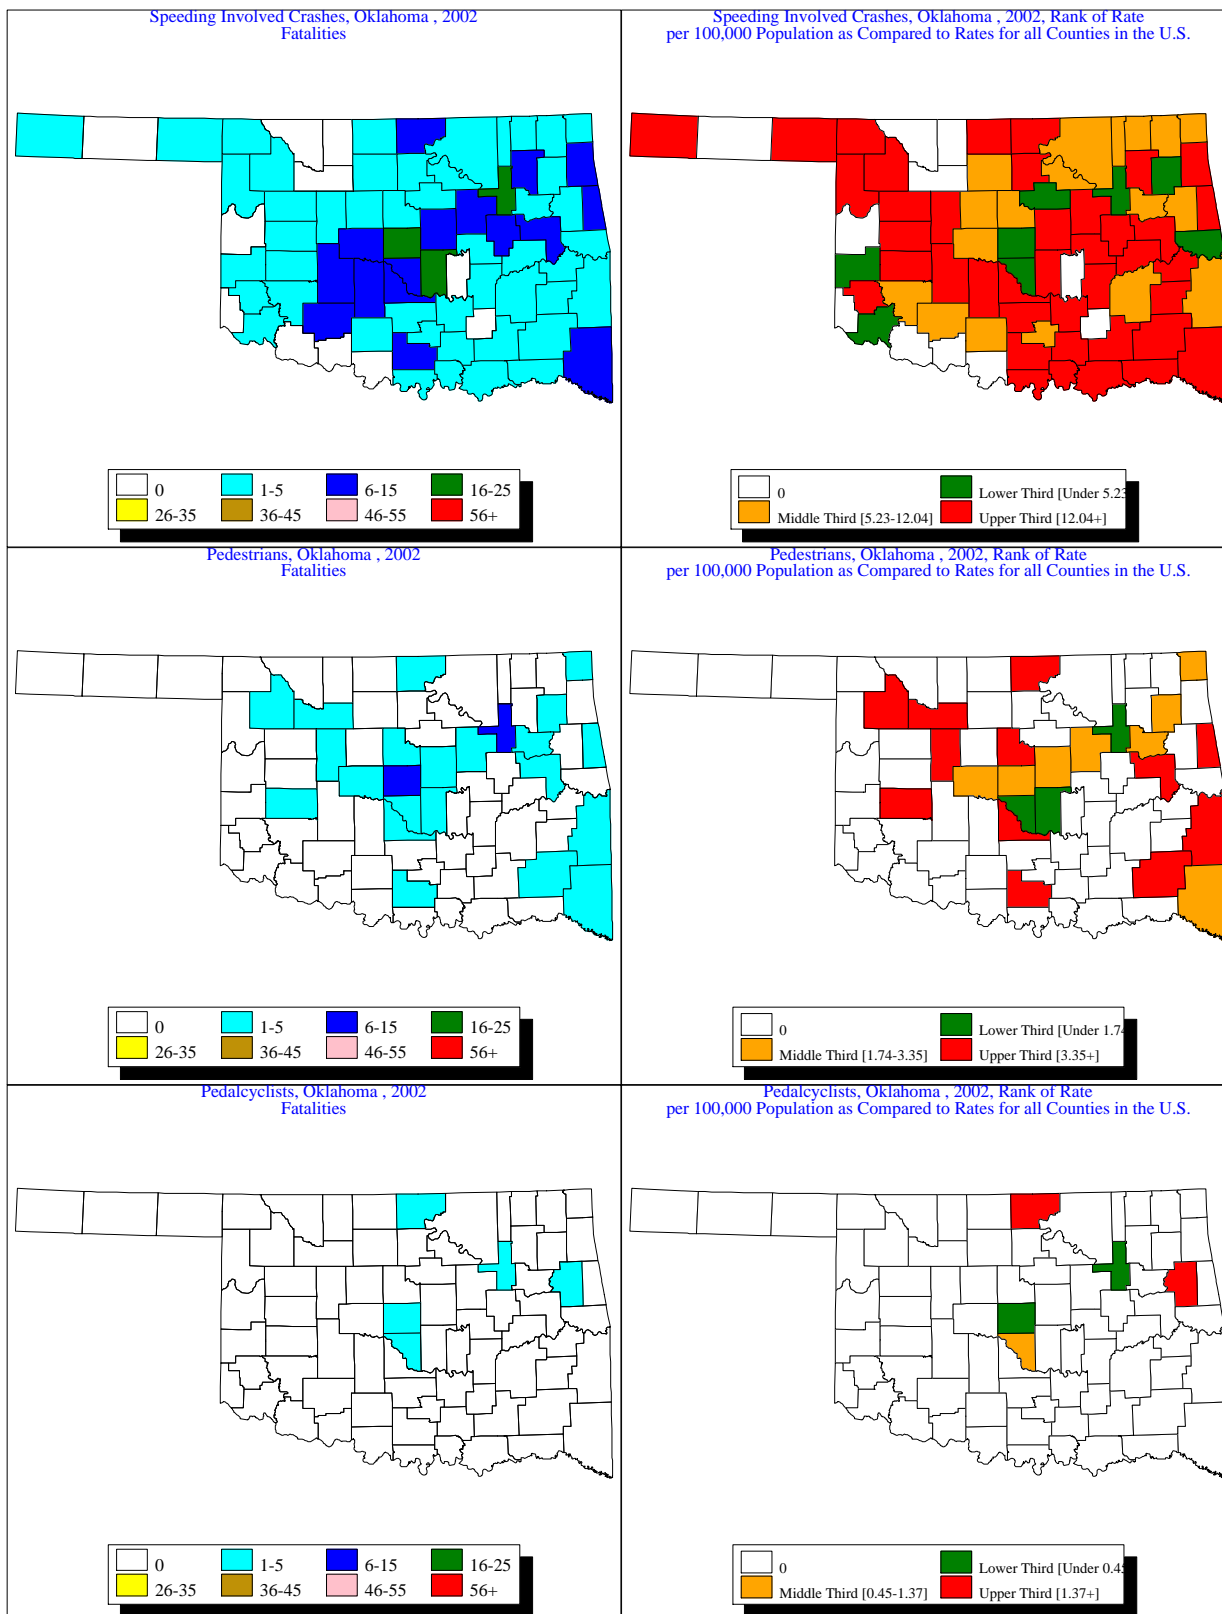 Speeding Involved Crashes, Oklahoma , 2002
Fatalities
0
1-5
6-15
16-25
26-35
36-45
46-55
56+
Speeding Involved Crashes, Oklahoma , 2002, Rank of Rate
per 100,000 Population as Compared to Rates for all Counties in the U.S.
0
Lower Third [Under 5.23
Middle Third [5.23-12.04]
Upper Third [12.04+]
Pedestrians, Oklahoma , 2002
Fatalities
0
1-5
6-15
16-25
26-35
36-45
46-55
56+
Pedestrians, Oklahoma , 2002, Rank of Rate
per 100,000 Population as Compared to Rates for all Counties in the U.S.
0
Lower Third [Under 1.74
Middle Third [1.74-3.35]
Upper Third [3.35+]
Pedalcyclists, Oklahoma , 2002
Fatalities
0
1-5
6-15
16-25
26-35
36-45
46-55
56+
Pedalcyclists, Oklahoma , 2002, Rank of Rate
per 100,000 Population as Compared to Rates for all Counties in the U.S.
0
Lower Third [Under 0.45
Middle Third [0.45-1.37]
Upper Third [1.37+]